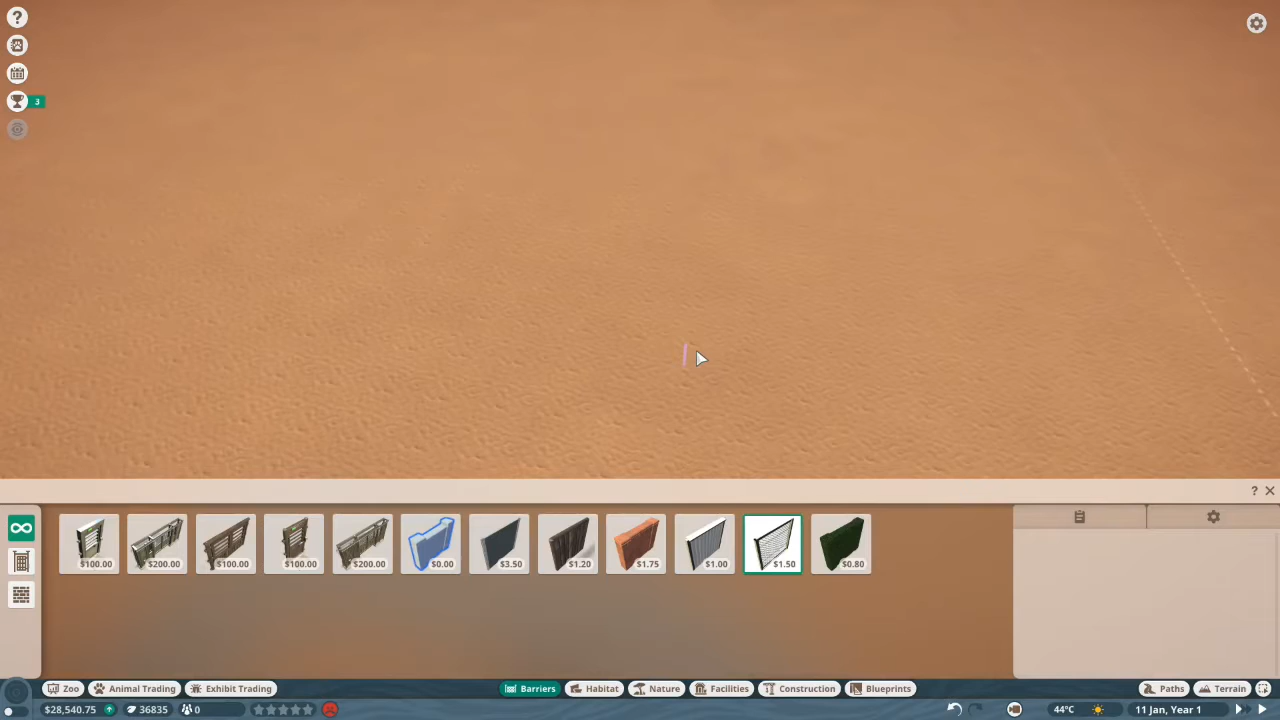 ?
3
?
$100.00
$200.00
$100.00
$100.00
$200.00
$0.00
$3.50
$1.20
$1.75
$1.00
$1.50
$0.80
Zoo
Animal Trading
Exhibit Trading
Barriers
Habitat
Nature
Facilities
Construction
Blueprints
Paths
Terrain
$28,540.75
36835
0
44°C
11 Jan, Year 1